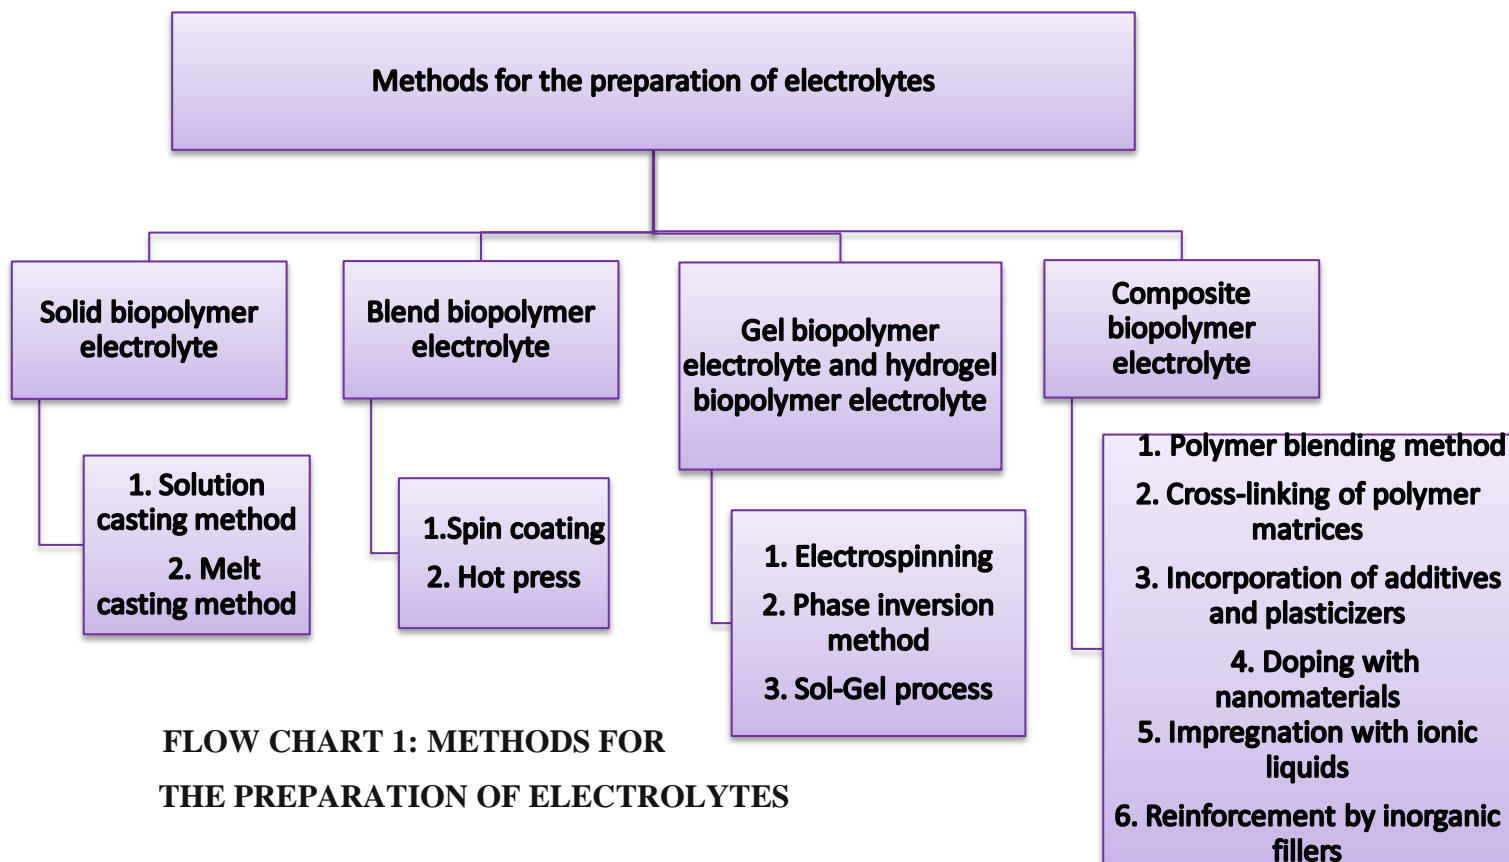 Methods for the preparation of electrolytes
Solid biopolymer
electrolyte
1. Solution
casting method
2. Melt
casting method
Blend biopolymer
electrolyte
1.Spin coating
2. Hot press
Gel biopolymer
electrolyte and hydrogel
biopolymer electrolyte
1. Electrospinning
2. Phase inversion
method
3. Sol-Gel process
Composite
biopolymer
electrolyte
1. Polymer blending method
2. Cross-linking of polymer
matrices
3. Incorporation of additives
and plasticizers
4. Doping with
nanomaterials
5. Impregnation with ionic
liquids
6. Reinforcement by inorganic
fillers
FLOW CHART 1: METHODS FOR
THE PREPARATION OF ELECTROLYTES